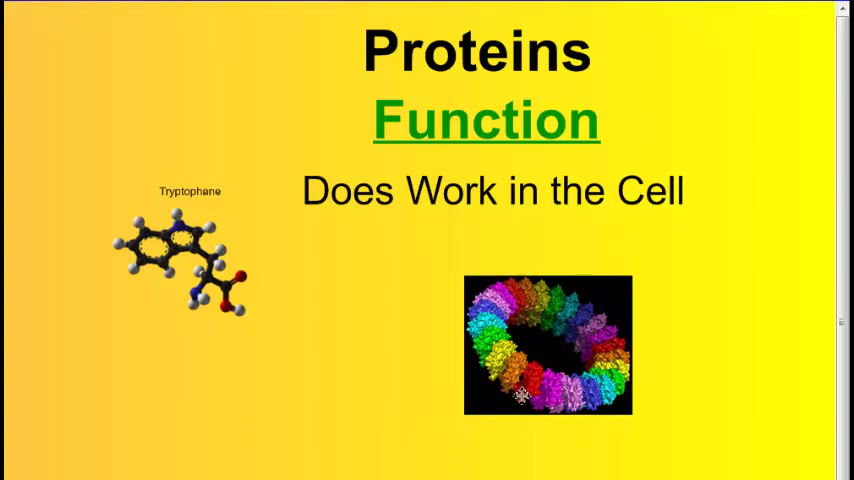 Proteins
Function
Does Work in the Cell
Tryptophane